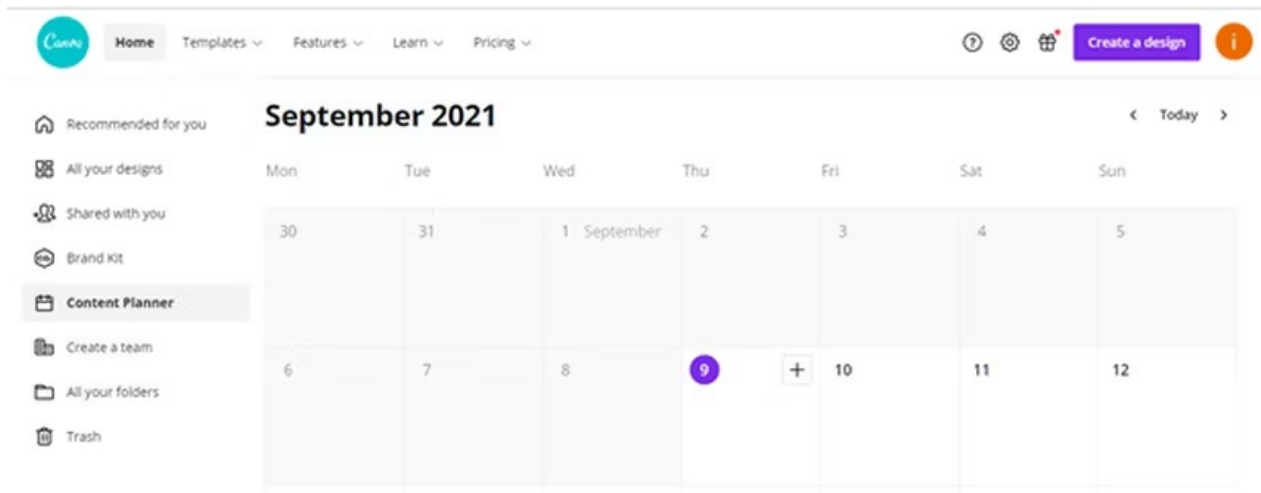 Canva Home Templates Features Learn Pricing Create a design i
Recommended for you
All your designs
Shared with you
Brand Kit
Content Planner
Create a team
All your folders
Trash
September 2021
Today
Mon Tue Wed Thu Fri Sat Sun
30 31 1 September 2 3 4 5
6 7 8 9 + 10 11 12